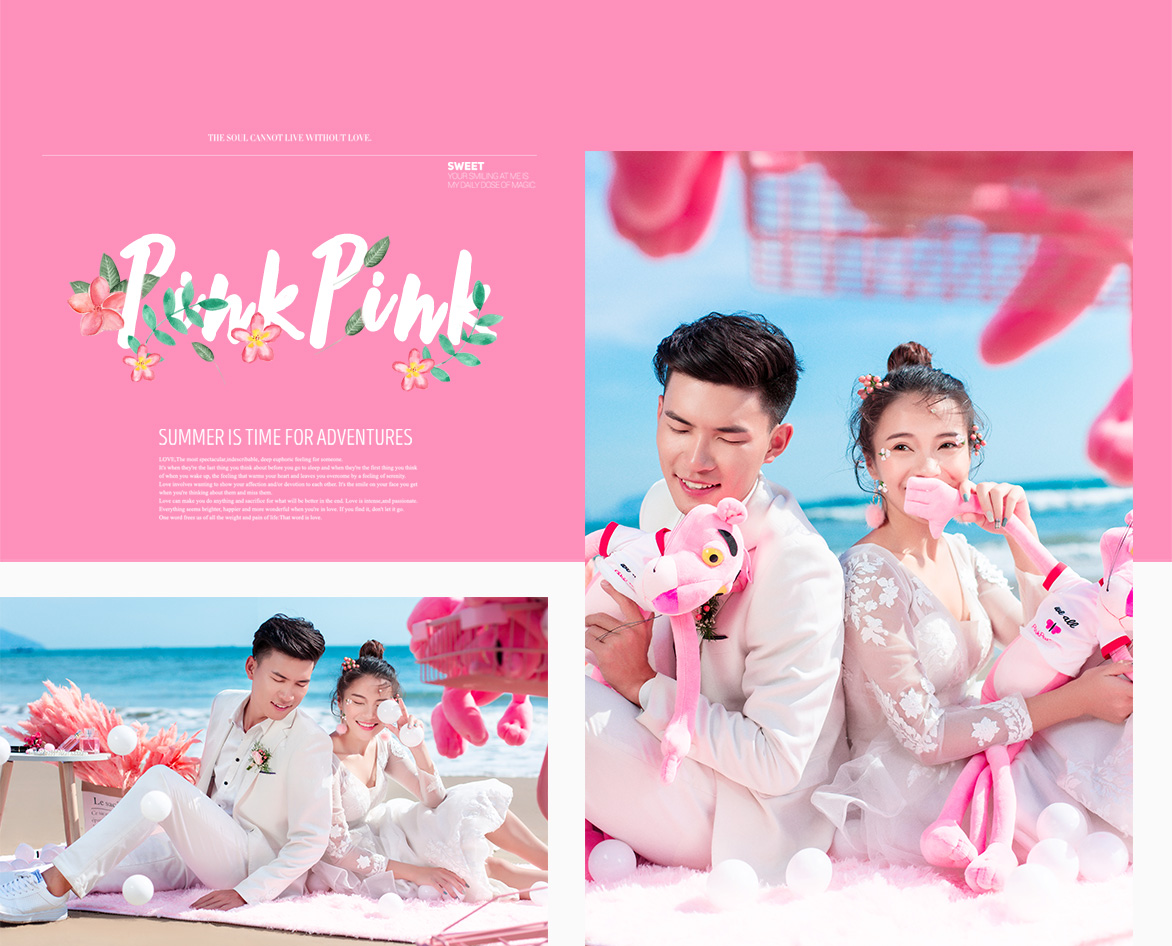 THE SOUL CANNOT LIVE WITHOUT LOVE.
SWEET
YOUR SMILING AT ME IS
MY DAILY DOSE OF MAGIC
Pink Pink
SUMMER IS TIME FOR ADVENTURES
LOVE,The most spectacular,indescribable, deep euphoric feeling for someone.
It's when they're the last thing you think about before you go to sleep and when they're the first thing you think
of when you wake up, the feeling that warms your heart and leaves you overcome by a feeling of serenity.
Love involves wanting to show your affection and/or devotion to each other. It's the smile on your face you get
when you're thinking about them and miss them.
Love can make you do anything and sacrifice for what will be better in the end. Love is intense,and passionate.
Everything seems brighter, happier and more wonderful when you're in love. If you find it, don't let it go.
One word frees us of all the weight and pain of life:That word is love.
we all
Le